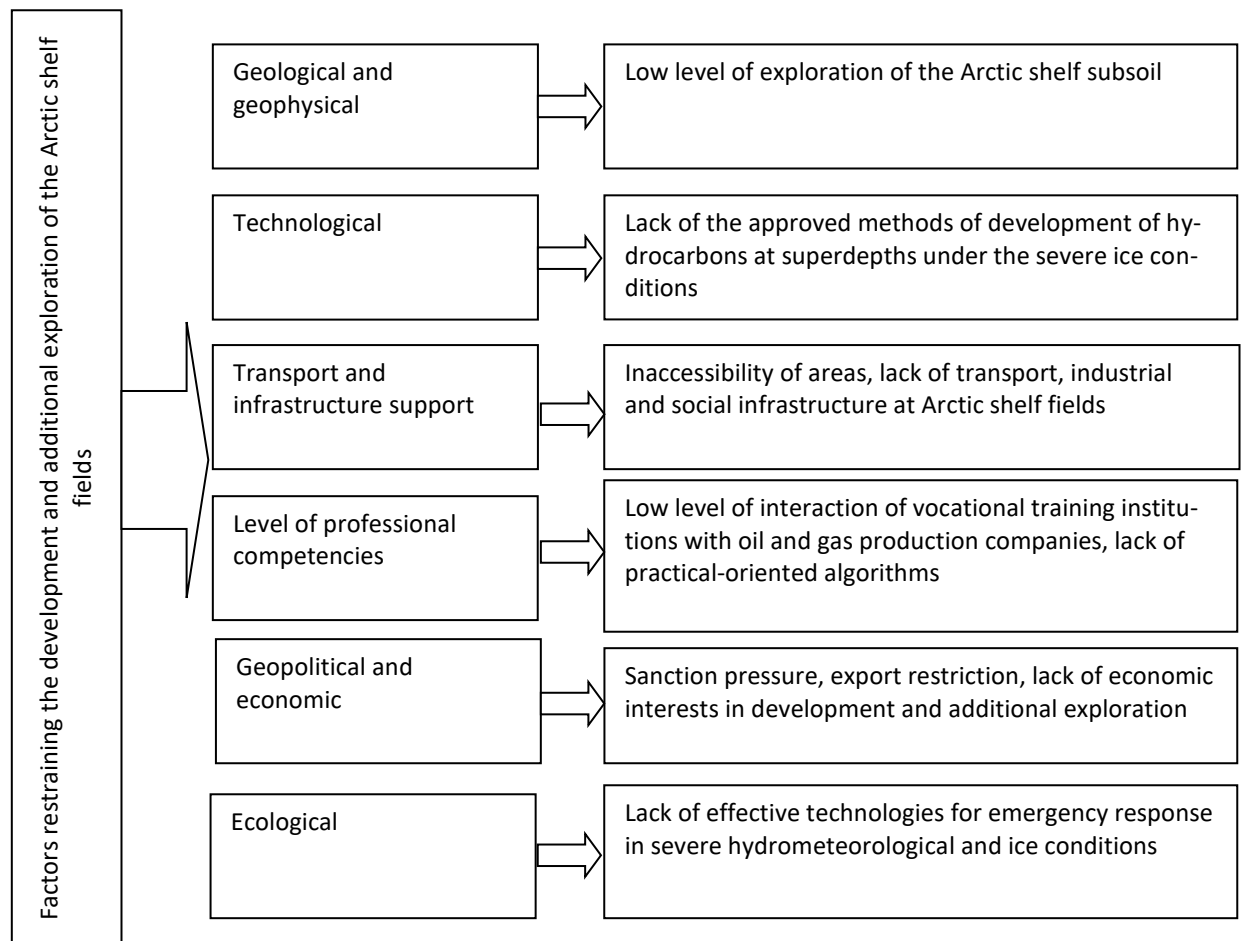 Factors restraining the development and additional exploration of the Arctic shelf
fields
Geological and
geophysical
Low level of exploration of the Arctic shelf subsoil
Technological
Lack of the approved methods of development of hy-
drocarbons at superdepths under the severe ice con-
ditions
Transport and
infrastructure support
Inaccessibility of areas, lack of transport, industrial
and social infrastructure at Arctic shelf fields
Level of professional
competencies
Low level of interaction of vocational training institu-
tions with oil and gas production companies, lack of
practical-oriented algorithms
Geopolitical and
economic
Sanction pressure, export restriction, lack of economic
interests in development and additional exploration
Ecological
Lack of effective technologies for emergency response
in severe hydrometeorological and ice conditions